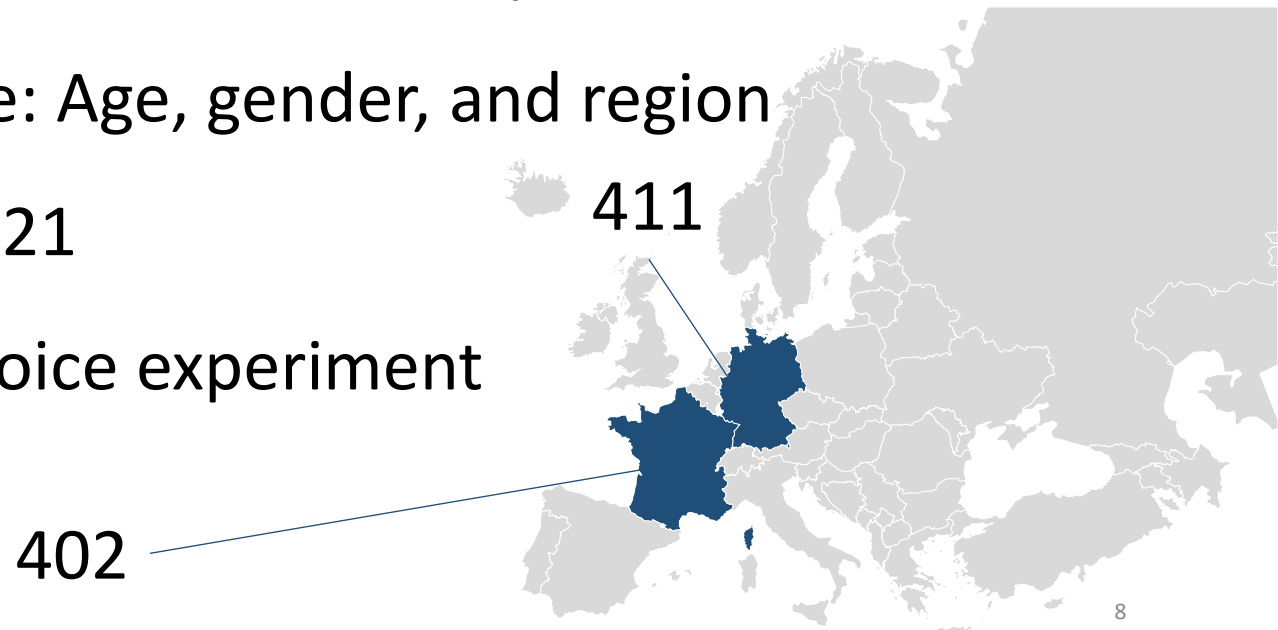 e: Age, gender, and region
411
21
oice experiment
402
8